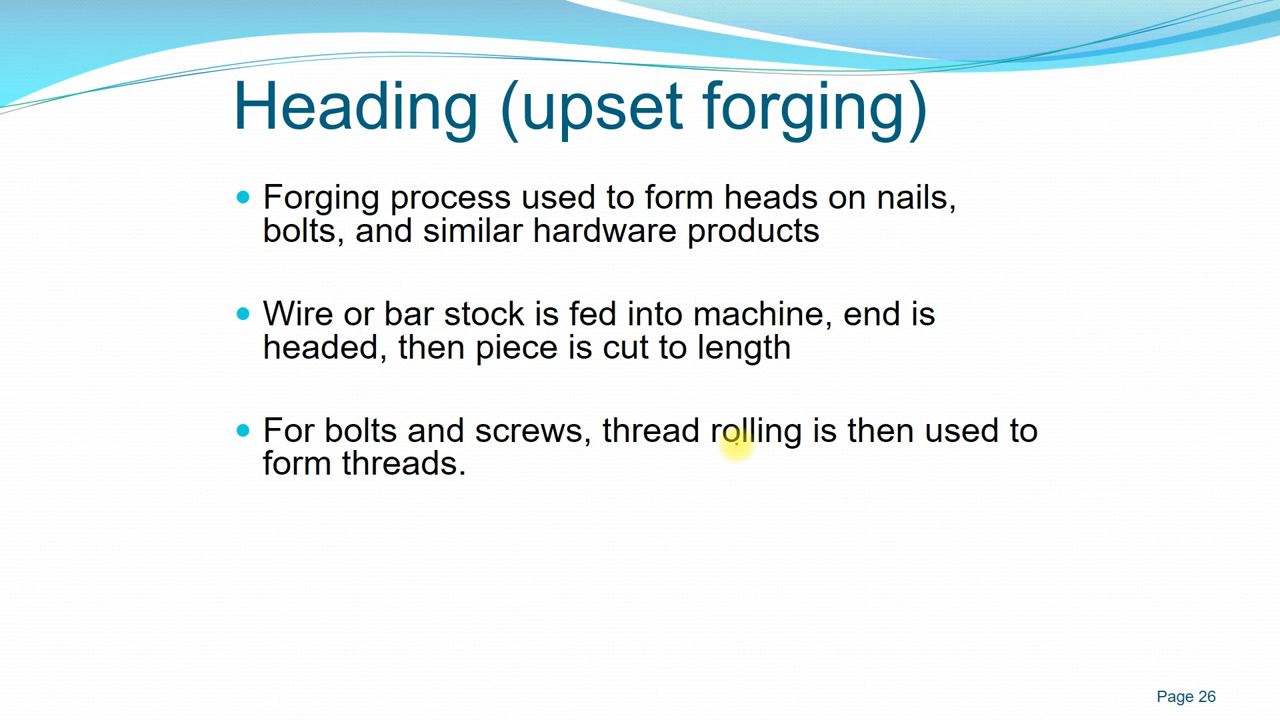 Heading (upset forging)
Forging process used to form heads on nails,
bolts, and similar hardware products
Wire or bar stock is fed into machine, end is
headed, then piece is cut to length
For bolts and screws, thread rolling is then used to
form threads.
Page 26